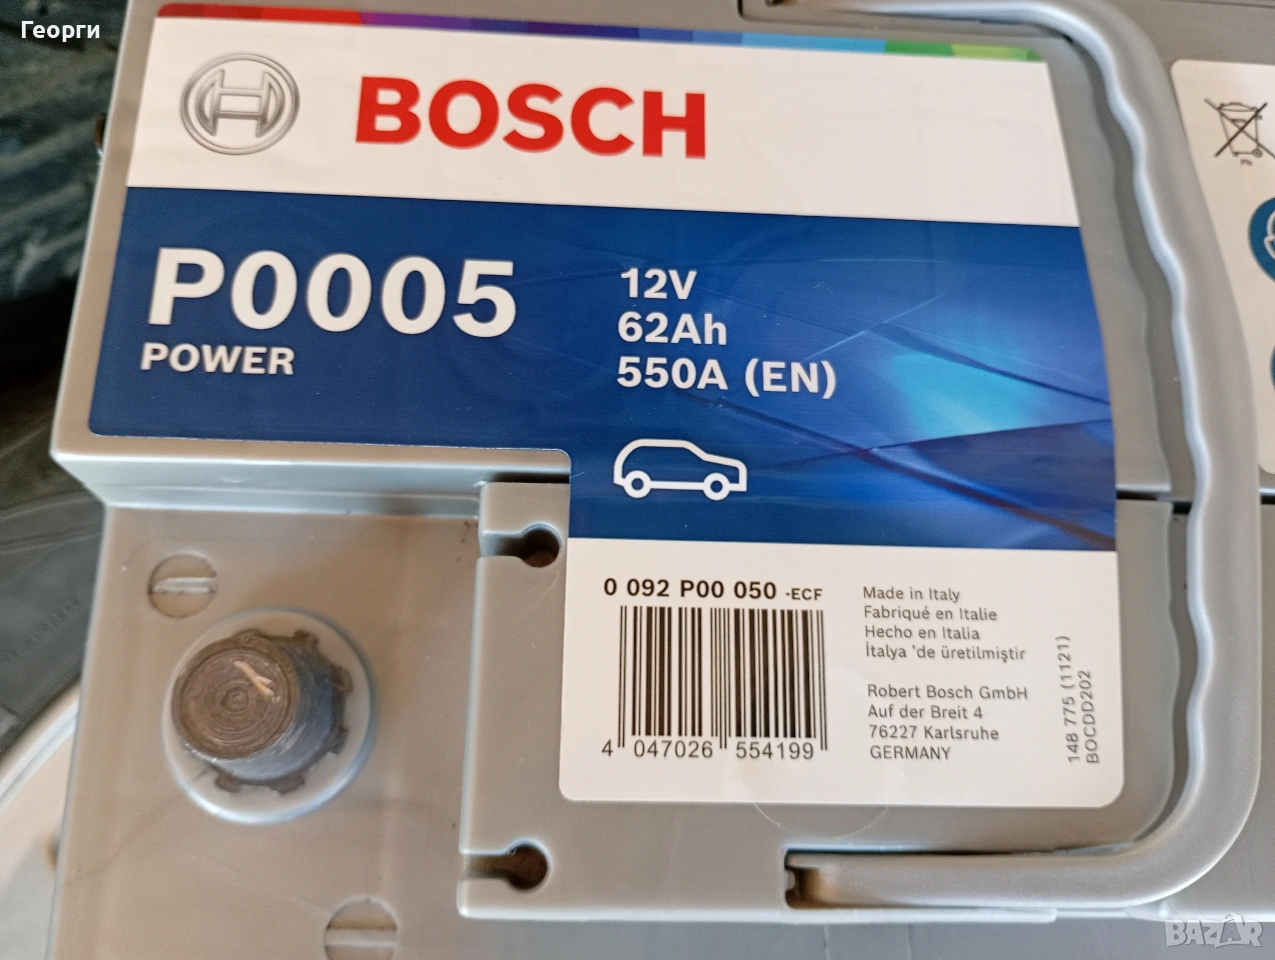 Георги
BOSCH
P0005
POWER
12V
62Ah
550A (EN)
0 092 P00 050 -ECF
4 047026 554199
Made in Italy
Fabriqué en Italie
Hecho en Italia
İtalya 'de üretilmiştir
Robert Bosch GmbH
Auf der Breit 4
76227 Karlsruhe
GERMANY
148 775 (1121)
BOCDD202
Pb
BAZAR